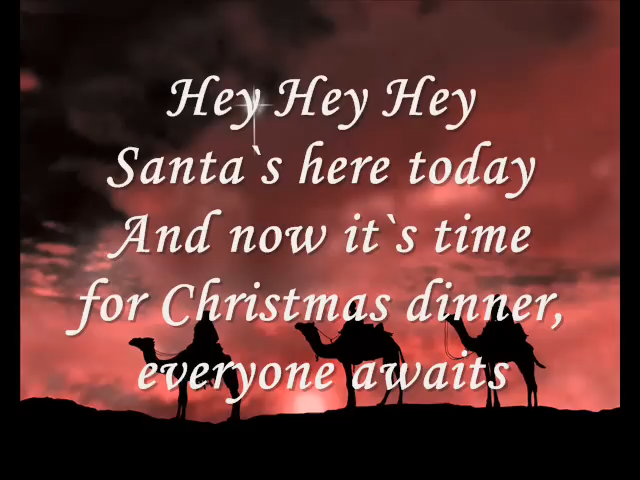 Hey Hey Hey
Santa`s here today
And now it`s time
for Christmas dinner,
everyone awaits